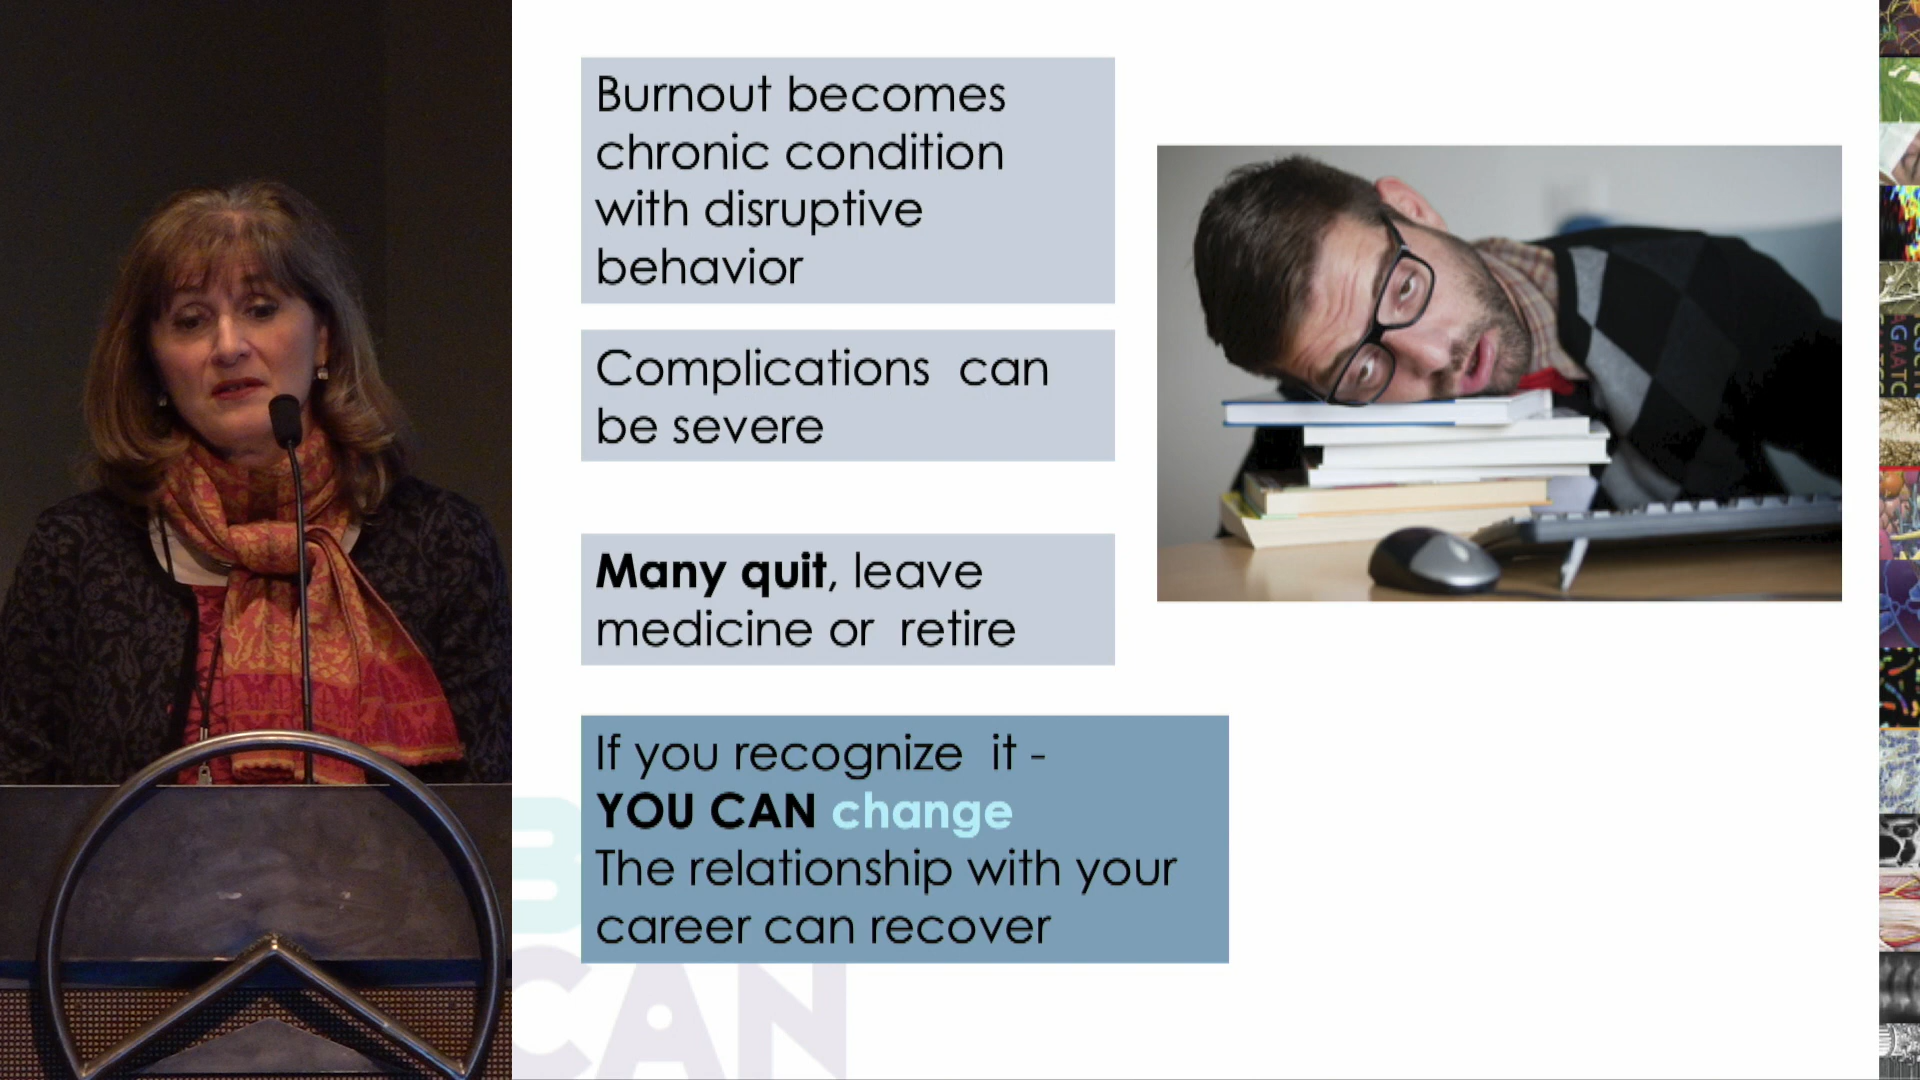 Burnout becomes
chronic condition
with disruptive
behavior
Complications can
be severe
Many quit, leave
medicine or retire
If you recognize it -
YOU CAN change
The relationship with your
career can recover
CAN